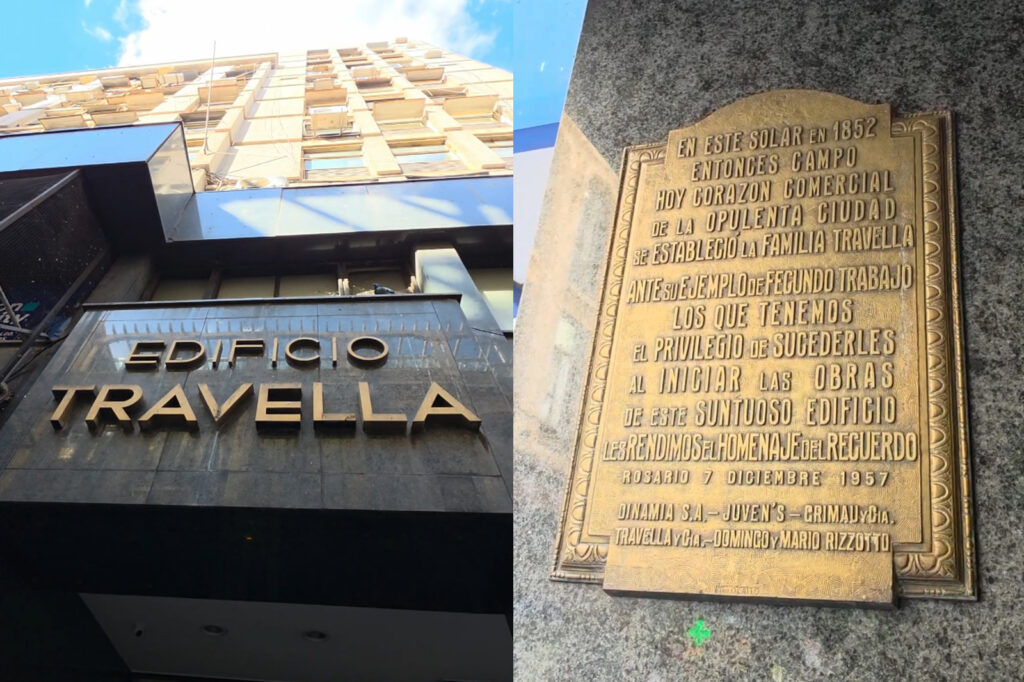 EDIFICIO
TRAVELLA
EN ESTE SOLAR EN 1852
ENTONCES CAMPO
HOY CORAZON COMERCIAL
DE LA OPULENTA CIUDAD
SE ESTABLECIÓ LA FAMILIA TRAVELLA
ANTE SU EJEMPLO DE FECUNDO TRABAJO
LOS QUE TENEMOS
EL PRIVILEGIO DE SUCEDERLES
AL INICIAR LAS OBRAS
DE ESTE SUNTUOSO EDIFICIO
LES RENDIMOS EL HOMENAJE DEL RECUERDO
ROSARIO 7 DICIEMBRE 1957
DINAMIA S.A. - JUVEN'S - GRIMAU Y CIA.
TRAVELLA Y CIA. - DOMINGO Y MARIO RIZZOTTO